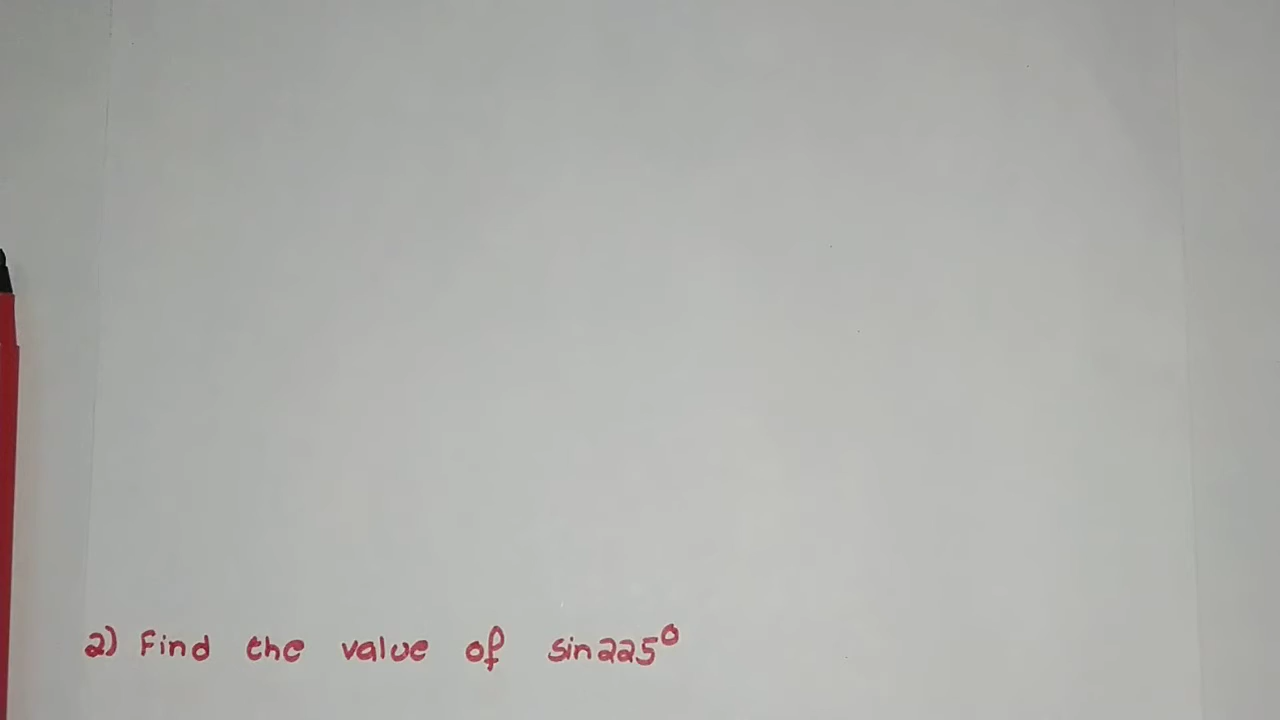 2) Find the value of sin225°